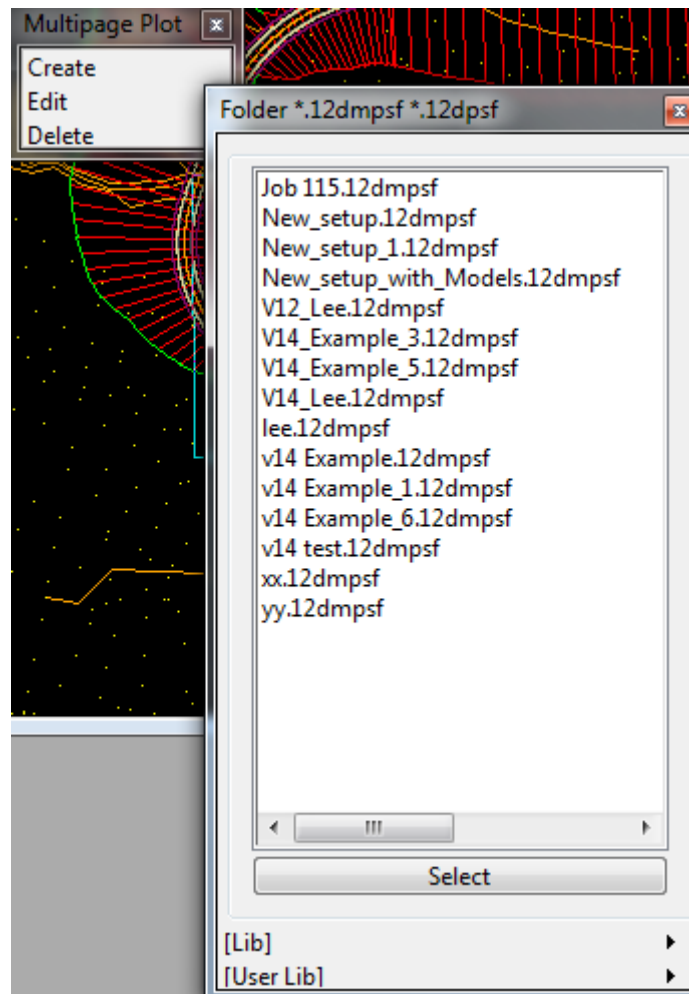 Multipage Plot
Create
Edit
Delete
Folder *.12dmpsf *.12dpsf
Job 115.12dmpsf
New_setup.12dmpsf
New_setup_1.12dmpsf
New_setup_with_Models.12dmpsf
V12_Lee.12dmpsf
V14_Example_3.12dmpsf
V14_Example_5.12dmpsf
V14_Lee.12dmpsf
lee.12dmpsf
v14 Example.12dmpsf
v14 Example_1.12dmpsf
v14 Example_6.12dmpsf
v14 test.12dmpsf
xx.12dmpsf
yy.12dmpsf
Select
[Lib]
[User Lib]